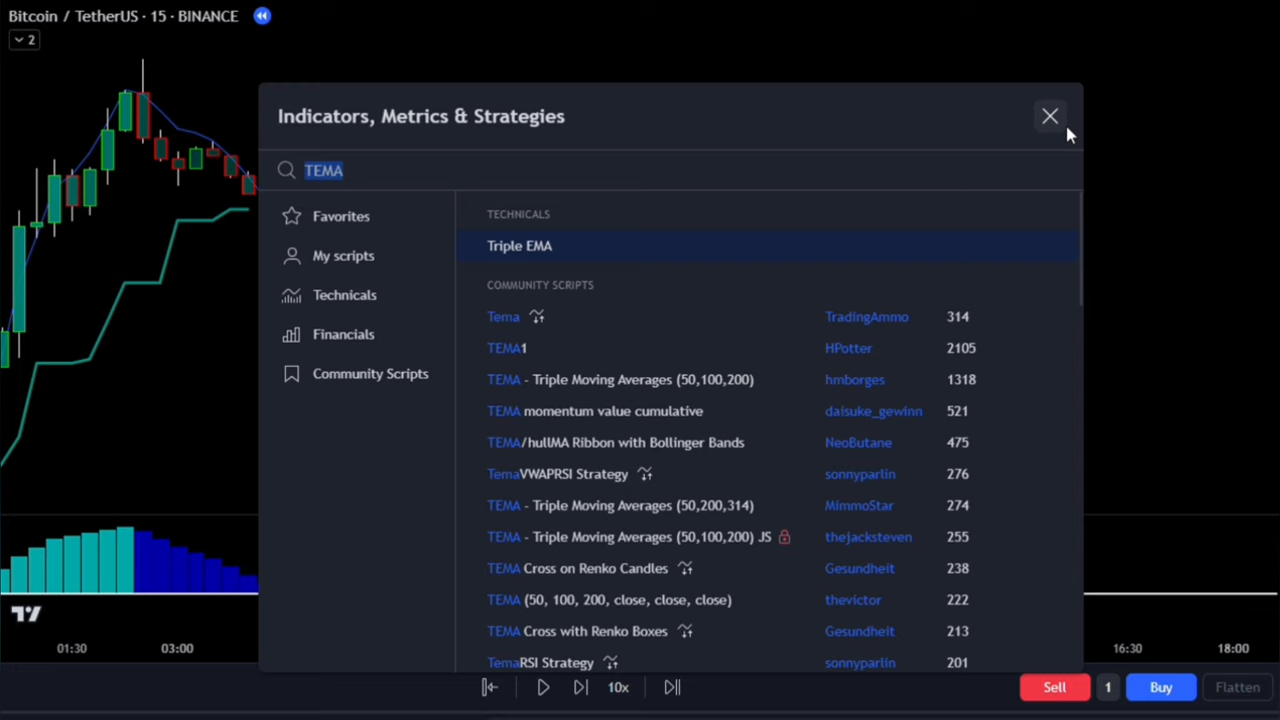 Bitcoin / TetherUS · 15 · BINANCE
2
Indicators, Metrics & Strategies
TEMA
Favorites
My scripts
Technicals
Financials
Community Scripts
TECHNICALS
Triple EMA
COMMUNITY SCRIPTS
Tema TradingAmmo 314
TEMA1 HPotter 2105
TEMA - Triple Moving Averages (50,100,200) hmborges 1318
TEMA momentum value cumulative daisuke_gewinn 521
TEMA/hullMA Ribbon with Bollinger Bands NeoButane 475
TemaVWAPRSI Strategy sonnyparlin 276
TEMA - Triple Moving Averages (50,200,314) MimmoStar 274
TEMA - Triple Moving Averages (50,100,200) JS thejacksteven 255
TEMA Cross on Renko Candles Gesundheit 238
TEMA (50, 100, 200, close, close, close) thevictor 222
TEMA Cross with Renko Boxes Gesundheit 213
TemaRSI Strategy sonnyparlin 201
01:30 03:00 16:30 18:00
10x Sell 1 Buy Flatten